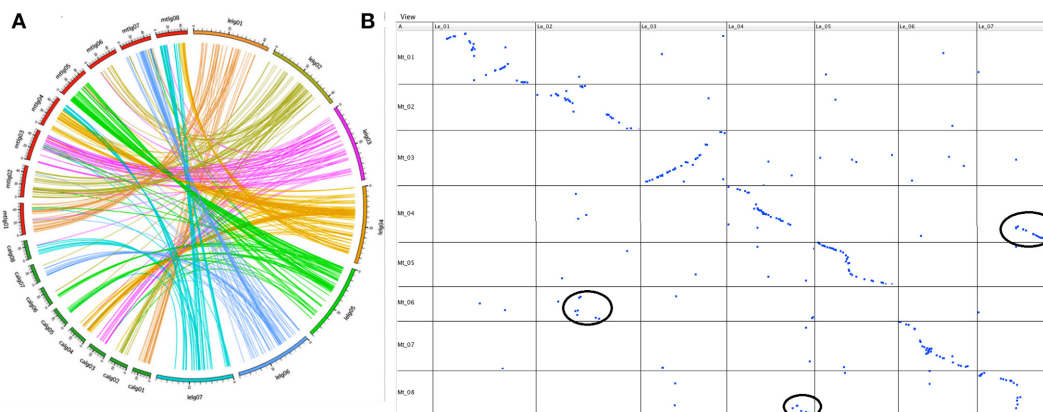 A
B
View
A
Le_01
Le_02
Le_03
Le_04
Le_05
Le_06
Le_07
Mt_01
Mt_02
Mt_03
Mt_04
Mt_05
Mt_06
Mt_07
Mt_08
lelg01
lelg02
lelg03
lelg04
lelg05
lelg06
lelg07
calg01
calg02
calg03
calg04
calg05
calg06
calg07
calg08
mtlg01
mtlg02
mtlg03
mtlg04
mtlg05
mtlg06
mtlg07
mtlg08